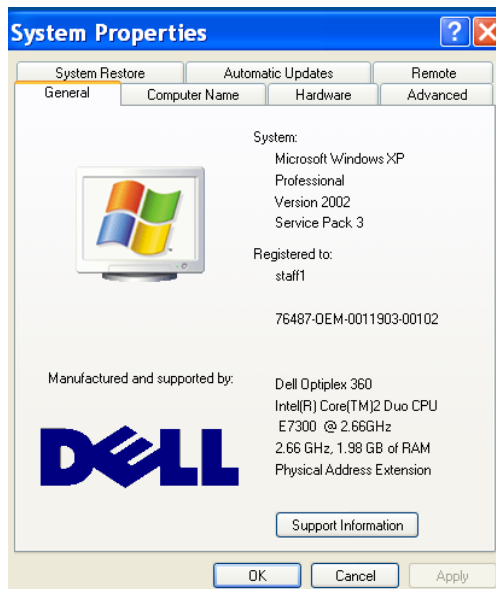 System Properties
System Restore
Automatic Updates
Remote
General
Computer Name
Hardware
Advanced
System:
Microsoft Windows XP
Professional
Version 2002
Service Pack 3
Registered to:
staff1
76487-OEM-0011903-00102
Manufactured and supported by:
Dell Optiplex 360
Intel(R) Core(TM)2 Duo CPU
E7300 @ 2.66GHz
2.66 GHz, 1.98 GB of RAM
Physical Address Extension
DELL
Support Information
OK
Cancel
Apply